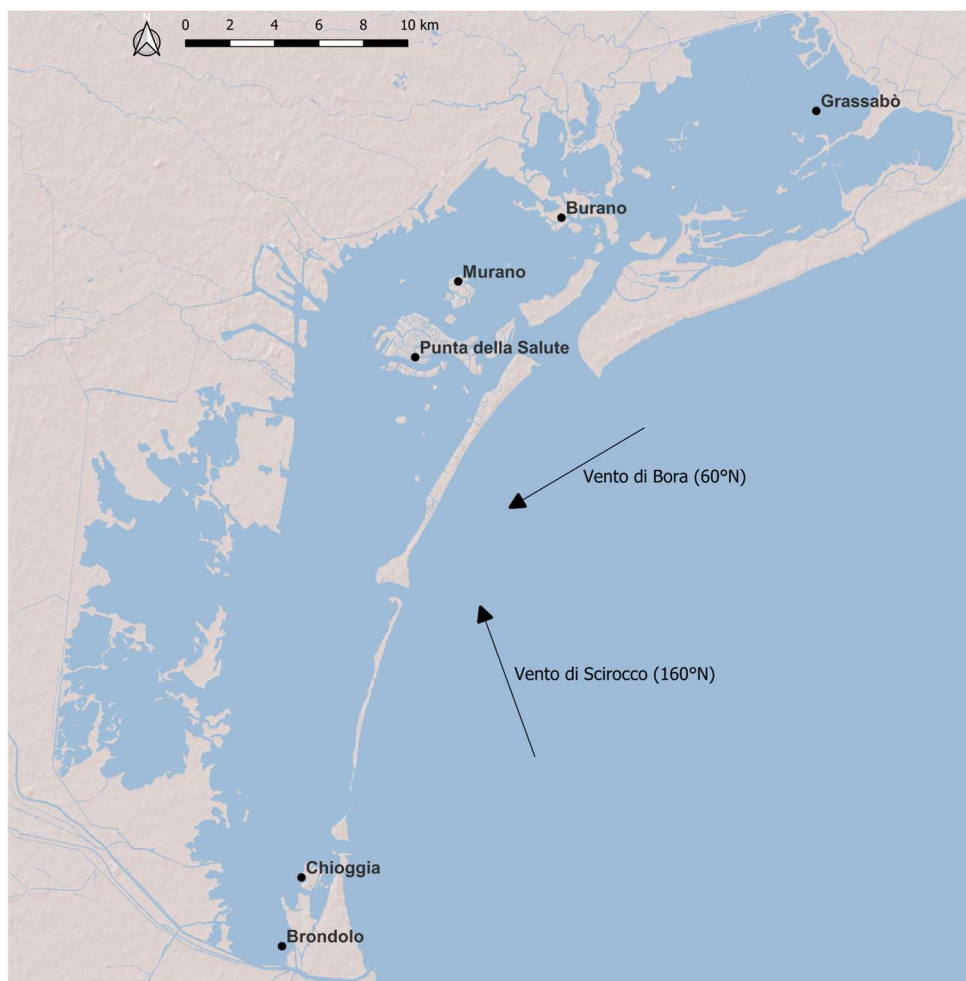 N
0 2 4 6 8 10 km
Grassabò
Burano
Murano
Punta della Salute
Vento di Bora (60°N)
Vento di Scirocco (160°N)
Chioggia
Brondolo